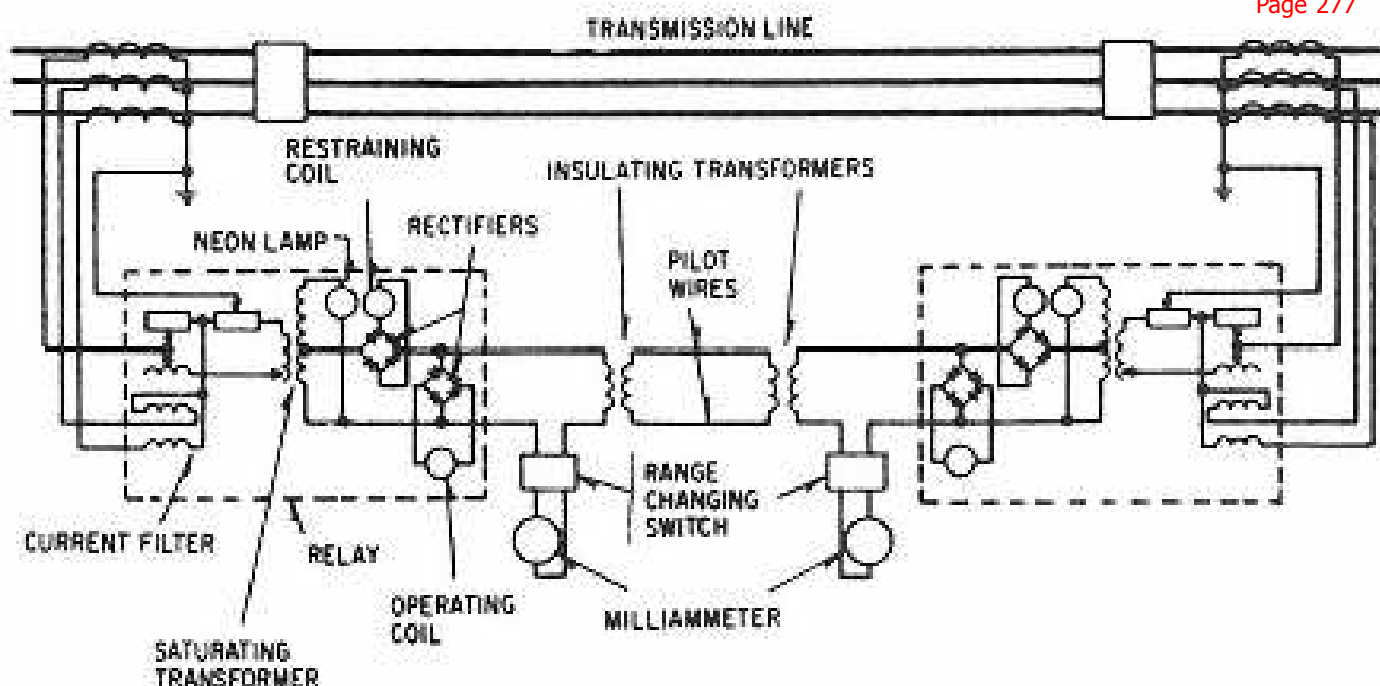 Page 277
TRANSMISSION LINE
RESTRAINING
COIL
INSULATING TRANSFORMERS
RECTIFIERS
NEON LAMP
PILOT
WIRES
RANGE
CHANGING
SWITCH
CURRENT FILTER
RELAY
OPERATING
COIL
MILLIAMMETER
SATURATING
TRANSFORMER